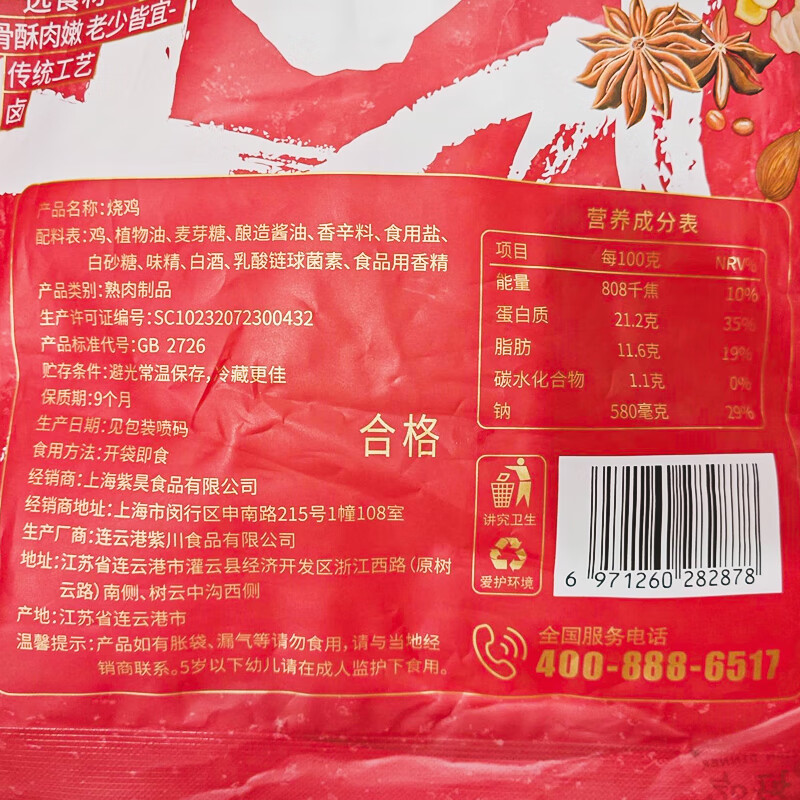 骨酥肉嫩 老少皆宜-
传统工艺
卤
产品名称:烧鸡
配料表:鸡、植物油、麦芽糖、酿造酱油、香辛料、食用盐、
白砂糖、味精、白酒、乳酸链球菌素、食品用香精
产品类别:熟肉制品
生产许可证编号:SC10232072300432
产品标准代号:GB 2726
贮存条件:避光常温保存,冷藏更佳
保质期:9个月
生产日期:见包装喷码
食用方法:开袋即食
合格
经销商:上海紫昊食品有限公司
经销商地址:上海市闵行区申南路215号1幢108室
生产厂商:连云港紫川食品有限公司
地址:江苏省连云港市灌云县经济开发区浙江西路(原树
云路)南侧、树云中沟西侧
产地:江苏省连云港市
温馨提示:产品如有胀袋、漏气等请勿食用,请与当地经
销商联系。5岁以下幼儿请在成人监护下食用。
营养成分表
项目 每100克 NRV%
能量 808千焦 10%
蛋白质 21.2克 35%
脂肪 11.6克 19%
碳水化合物 1.1克 0%
钠 580毫克 29%
讲究卫生
爱护环境
6 971260 282878
全国服务电话
400-888-6517